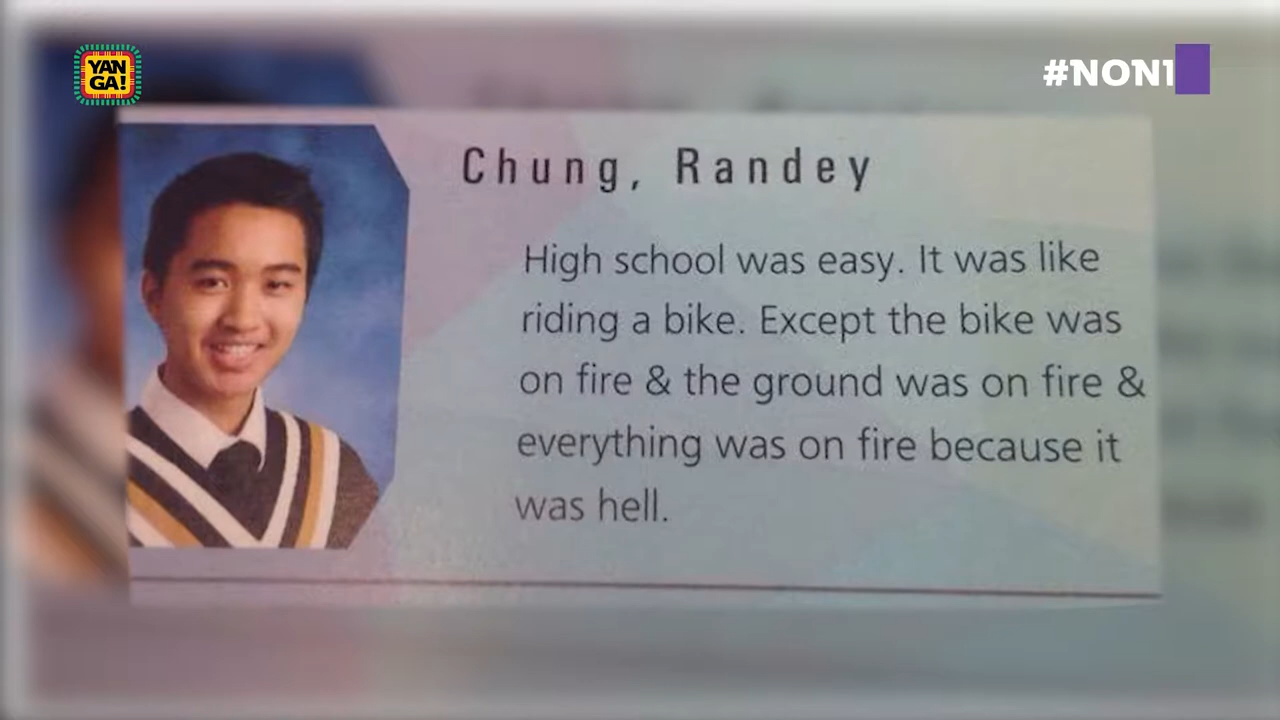 YAN
GA!
#NON1
Chung, Randey
High school was easy. It was like
riding a bike. Except the bike was
on fire & the ground was on fire &
everything was on fire because it
was hell.